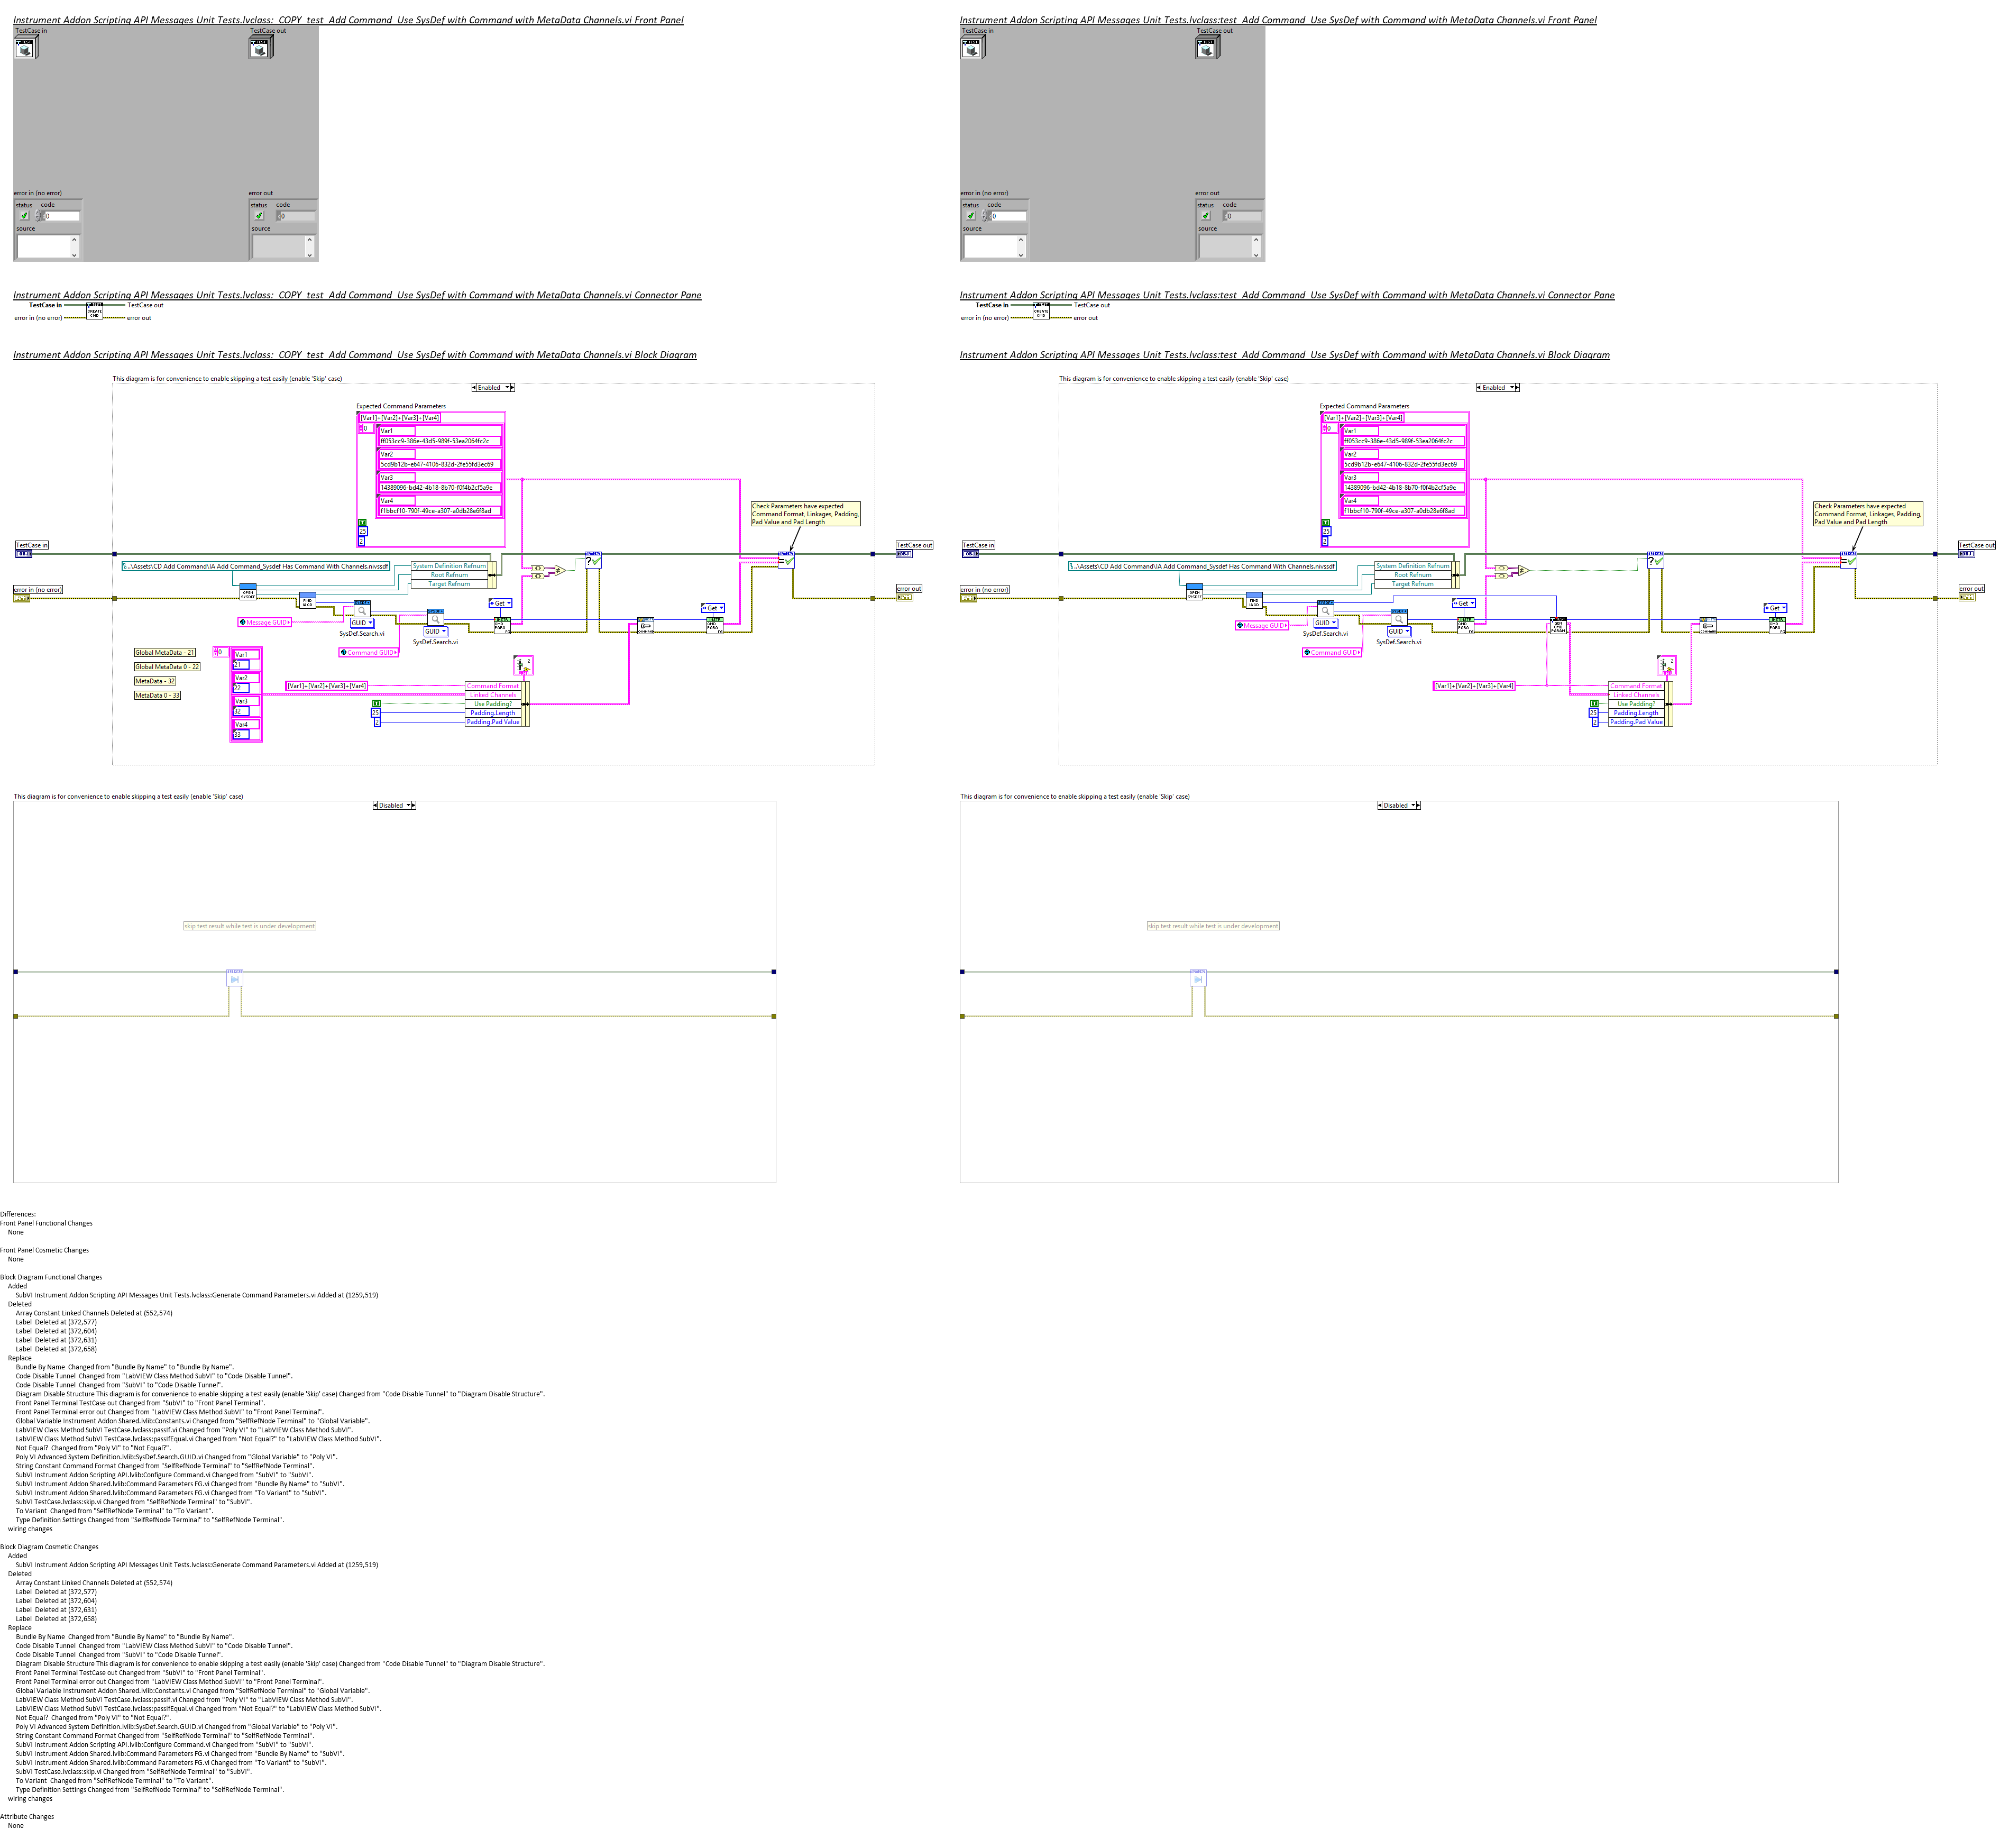 Instrument Addon Scripting API Messages Unit Tests.lvclass:_COPY_test_Add Command_Use SysDef with Command with MetaData Channels.vi Front Panel
TestCase in
TestCase out
error in (no error)
status code
0
source
error out
status code
0
source
Instrument Addon Scripting API Messages Unit Tests.lvclass:test_Add Command_Use SysDef with Command with MetaData Channels.vi Front Panel
TestCase in
TestCase out
error in (no error)
status code
0
source
error out
status code
0
source
Instrument Addon Scripting API Messages Unit Tests.lvclass:_COPY_test_Add Command_Use SysDef with Command with MetaData Channels.vi Connector Pane
TestCase in
TestCase out
error in (no error)
error out
CREATE
CMD
Instrument Addon Scripting API Messages Unit Tests.lvclass:test_Add Command_Use SysDef with Command with MetaData Channels.vi Connector Pane
TestCase in
TestCase out
error in (no error)
error out
CREATE
CMD
Instrument Addon Scripting API Messages Unit Tests.lvclass:_COPY_test_Add Command_Use SysDef with Command with MetaData Channels.vi Block Diagram
This diagram is for convenience to enable skipping a test easily (enable 'Skip' case)
Enabled
Expected Command Parameters
[Var1]+[Var2]+[Var3]+[Var4]
0
Var1
ff053cc9-386e-43d5-989f-53ea2064fc2c
Var2
5cd9b12b-e647-4106-832d-2fe55fd3ec69
Var3
14389096-bd42-4b18-8b70-f0f4b2cf5a9e
Var4
f1bbcf10-790f-49ce-a307-a0db28e6f8ad
25
2
Check Parameters have expected
Command Format, Linkages, Padding,
Pad Value and Pad Length
TestCase in
TestCase out
..\Assets\CD Add Command\IA Add Command_Sysdef Has Command With Channels.nivssdf
System Definition Refnum
Root Refnum
Target Refnum
error in (no error)
error out
OPEN
SYSDEF
FIND
IA CD
Get
Get
Message GUID
GUID
SysDef.Search.vi
GUID
SysDef.Search.vi
Command GUID
Global MetaData - 21
Global MetaData 0 - 22
MetaData - 32
MetaData 0 - 33
0
Var1
21
Var2
22
Var3
32
Var4
33
[Var1]+[Var2]+[Var3]+[Var4]
25
2
Command Format
Linked Channels
Use Padding?
Padding.Length
Padding.Pad Value
Instrument Addon Scripting API Messages Unit Tests.lvclass:test_Add Command_Use SysDef with Command with MetaData Channels.vi Block Diagram
This diagram is for convenience to enable skipping a test easily (enable 'Skip' case)
Enabled
Expected Command Parameters
[Var1]+[Var2]+[Var3]+[Var4]
0
Var1
ff053cc9-386e-43d5-989f-53ea2064fc2c
Var2
5cd9b12b-e647-4106-832d-2fe55fd3ec69
Var3
14389096-bd42-4b18-8b70-f0f4b2cf5a9e
Var4
f1bbcf10-790f-49ce-a307-a0db28e6f8ad
25
2
Check Parameters have expected
Command Format, Linkages, Padding,
Pad Value and Pad Length
TestCase in
TestCase out
..\Assets\CD Add Command\IA Add Command_Sysdef Has Command With Channels.nivssdf
System Definition Refnum
Root Refnum
Target Refnum
error in (no error)
error out
OPEN
SYSDEF
FIND
IA CD
Get
Get
Message GUID
GUID
SysDef.Search.vi
GUID
SysDef.Search.vi
Command GUID
[Var1]+[Var2]+[Var3]+[Var4]
25
2
Command Format
Linked Channels
Use Padding?
Padding.Length
Padding.Pad Value
This diagram is for convenience to enable skipping a test easily (enable 'Skip' case)
Disabled
skip test result while test is under development
This diagram is for convenience to enable skipping a test easily (enable 'Skip' case)
Disabled
skip test result while test is under development
Differences:
Front Panel Functional Changes
None
Front Panel Cosmetic Changes
None
Block Diagram Functional Changes
Added
SubVI Instrument Addon Scripting API Messages Unit Tests.lvclass:Generate Command Parameters.vi Added at (1259,519)
Deleted
Array Constant Linked Channels Deleted at (552,574)
Label  Deleted at (372,577)
Label  Deleted at (372,604)
Label  Deleted at (372,631)
Label  Deleted at (372,658)
Replace
Bundle By Name  Changed from "Bundle By Name" to "Bundle By Name".
Code Disable Tunnel  Changed from "LabVIEW Class Method SubVI" to "Code Disable Tunnel".
Code Disable Tunnel  Changed from "SubVI" to "Code Disable Tunnel".
Diagram Disable Structure This diagram is for convenience to enable skipping a test easily (enable 'Skip' case) Changed from "Code Disable Tunnel" to "Diagram Disable Structure".
Front Panel Terminal TestCase out Changed from "SubVI" to "Front Panel Terminal".
Front Panel Terminal error out Changed from "LabVIEW Class Method SubVI" to "Front Panel Terminal".
Global Variable Instrument Addon Shared.lvlib:Constants.vi Changed from "SelfRefNode Terminal" to "Global Variable".
LabVIEW Class Method SubVI TestCase.lvclass:passIf.vi Changed from "Poly VI" to "LabVIEW Class Method SubVI".
LabVIEW Class Method SubVI TestCase.lvclass:passIfEqual.vi Changed from "Not Equal?" to "LabVIEW Class Method SubVI".
Not Equal?  Changed from "Poly VI" to "Not Equal?".
Poly VI Advanced System Definition.lvlib:SysDef.Search.GUID.vi Changed from "Global Variable" to "Poly VI".
String Constant Command Format Changed from "SelfRefNode Terminal" to "SelfRefNode Terminal".
SubVI Instrument Addon Scripting API.lvlib:Configure Command.vi Changed from "SubVI" to "SubVI".
SubVI Instrument Addon Shared.lvlib:Command Parameters FG.vi Changed from "Bundle By Name" to "SubVI".
SubVI Instrument Addon Shared.lvlib:Command Parameters FG.vi Changed from "To Variant" to "SubVI".
SubVI TestCase.lvclass:skip.vi Changed from "SelfRefNode Terminal" to "SubVI".
To Variant  Changed from "SelfRefNode Terminal" to "To Variant".
Type Definition Settings Changed from "SelfRefNode Terminal" to "SelfRefNode Terminal".
wiring changes
Block Diagram Cosmetic Changes
Added
SubVI Instrument Addon Scripting API Messages Unit Tests.lvclass:Generate Command Parameters.vi Added at (1259,519)
Deleted
Array Constant Linked Channels Deleted at (552,574)
Label  Deleted at (372,577)
Label  Deleted at (372,604)
Label  Deleted at (372,631)
Label  Deleted at (372,658)
Replace
Bundle By Name  Changed from "Bundle By Name" to "Bundle By Name".
Code Disable Tunnel  Changed from "LabVIEW Class Method SubVI" to "Code Disable Tunnel".
Code Disable Tunnel  Changed from "SubVI" to "Code Disable Tunnel".
Diagram Disable Structure This diagram is for convenience to enable skipping a test easily (enable 'Skip' case) Changed from "Code Disable Tunnel" to "Diagram Disable Structure".
Front Panel Terminal TestCase out Changed from "SubVI" to "Front Panel Terminal".
Front Panel Terminal error out Changed from "LabVIEW Class Method SubVI" to "Front Panel Terminal".
Global Variable Instrument Addon Shared.lvlib:Constants.vi Changed from "SelfRefNode Terminal" to "Global Variable".
LabVIEW Class Method SubVI TestCase.lvclass:passIf.vi Changed from "Poly VI" to "LabVIEW Class Method SubVI".
LabVIEW Class Method SubVI TestCase.lvclass:passIfEqual.vi Changed from "Not Equal?" to "LabVIEW Class Method SubVI".
Not Equal?  Changed from "Poly VI" to "Not Equal?".
Poly VI Advanced System Definition.lvlib:SysDef.Search.GUID.vi Changed from "Global Variable" to "Poly VI".
String Constant Command Format Changed from "SelfRefNode Terminal" to "SelfRefNode Terminal".
SubVI Instrument Addon Scripting API.lvlib:Configure Command.vi Changed from "SubVI" to "SubVI".
SubVI Instrument Addon Shared.lvlib:Command Parameters FG.vi Changed from "Bundle By Name" to "SubVI".
SubVI Instrument Addon Shared.lvlib:Command Parameters FG.vi Changed from "To Variant" to "SubVI".
SubVI TestCase.lvclass:skip.vi Changed from "SelfRefNode Terminal" to "SubVI".
To Variant  Changed from "SelfRefNode Terminal" to "To Variant".
Type Definition Settings Changed from "SelfRefNode Terminal" to "SelfRefNode Terminal".
wiring changes
Attribute Changes
None